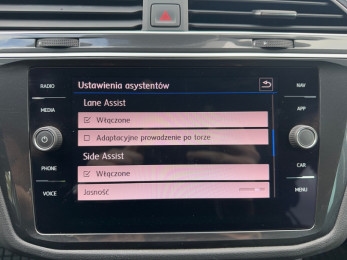 RADIO
MEDIA
PHONE
VOICE
Ustawienia asystentów
Lane Assist
Włączone
Adaptacyjne prowadzenie po torze
Side Assist
Włączone
Jasność
NAV
APP
CAR
MENU